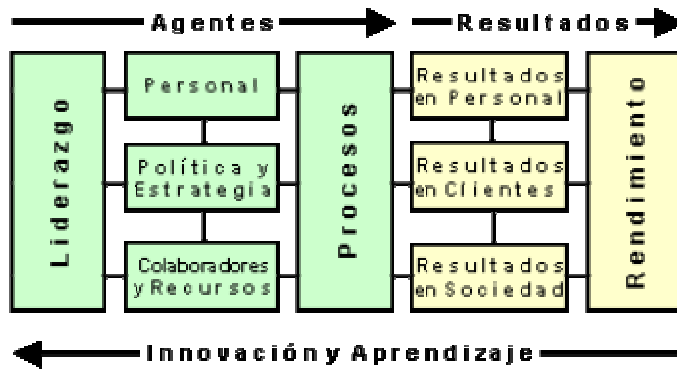 Agentes
Resultados
Liderazgo
Personal
Política y
Estrategia
Colaboradores
y Recursos
Procesos
Resultados
en Personal
Resultados
en Clientes
Resultados
en Sociedad
Rendimiento
Innovación y Aprendizaje